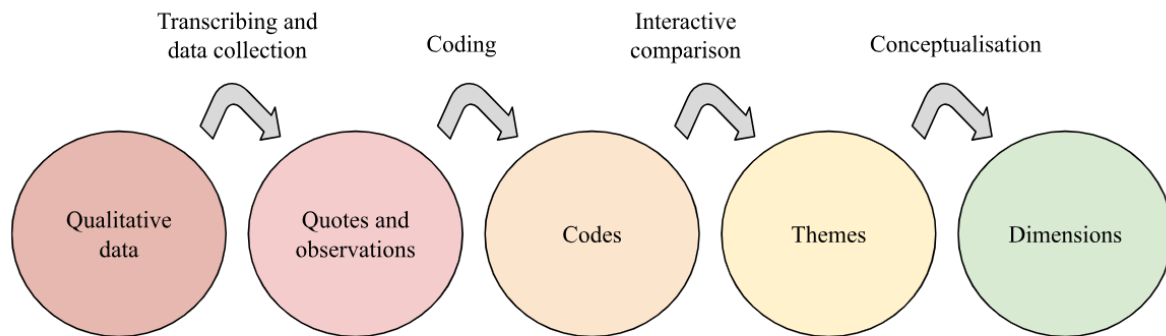 Transcribing and
data collection
Coding
Interactive
comparison
Conceptualisation
Qualitative
data
Quotes and
observations
Codes
Themes
Dimensions